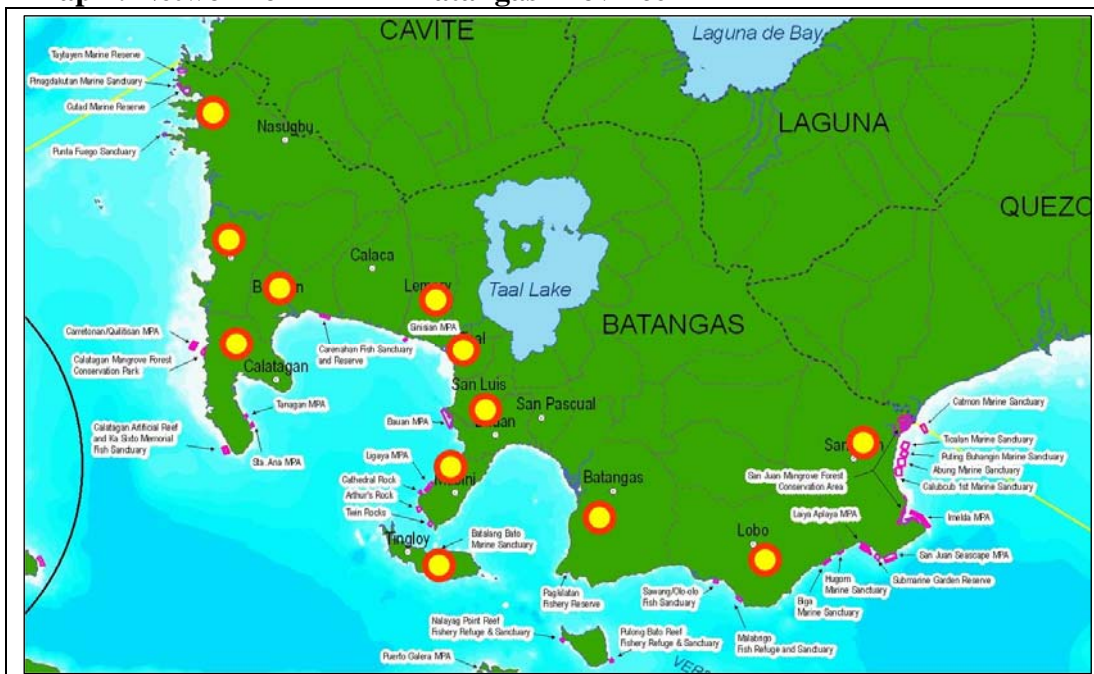 CAVITE
Laguna de Bay
Taylayen Marine Reserve
Pinagdakutan Marine Sanctuary
Gulad Marine Reserve
Nasugbu
LAGUNA
Punta Fuego Sanctuary
QUEZO
Calaca
Taal Lake
BATANGAS
Sinisian MPA
Carretonan/Quilitisan MPA
Carenahan Fish Sanctuary
and Reserve
Calatagan Mangrove Forest
Conservation Park
Calatagan
San Luis
San Pascual
Tanagan MPA
Bauan MPA
Catmon Marine Sanctuary
Calatagan Artificial Reef
and Ka Sido Memorial
Fish Sanctuary
Sta. Ana MPA
Ticalan Marine Sanctuary
Puting Buhangin Marine Sanctuary
Abung Marine Sanctuary
Calubcub 1st Marine Sanctuary
Ligaya MPA
Cathedral Rock
Arthur's Rock
Twin Rocks
Batangas
San Juan Mangrove Forest
Conservation Area
Laiya Aplaya MPA
Imelda MPA
Tingloy
Batalang Bato
Marine Sanctuary
Lobo
San Juan Seascape MPA
Submarine Garden Reserve
Hugom
Marine Sanctuary
Biga
Marine Sanctuary
Pagkilatan
Fishery Reserve
Sawang/Olo-olo
Fish Sanctuary
Malabrigo
Fish Refuge and Sanctuary
Nalayag Point Reef
Fishery Refuge & Sanctuary
Pulong Bato Reef
Fishery Refuge & Sanctuary
Puerto Galera MPA